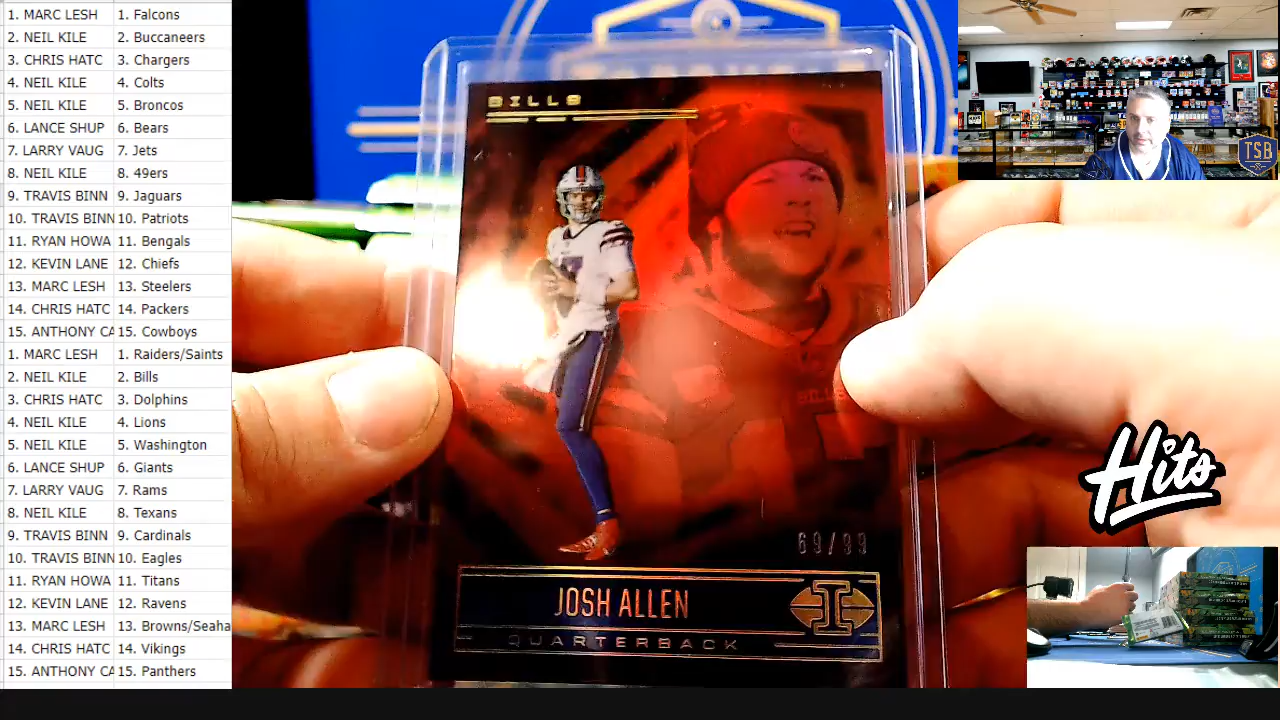 1. MARC LESH 1. Falcons
2. NEIL KILE 2. Buccaneers
3. CHRIS HATC 3. Chargers
4. NEIL KILE 4. Colts
5. NEIL KILE 5. Broncos
6. LANCE SHUP 6. Bears
7. LARRY VAUG 7. Jets
8. NEIL KILE 8. 49ers
9. TRAVIS BINN 9. Jaguars
10. TRAVIS BINN 10. Patriots
11. RYAN HOWA 11. Bengals
12. KEVIN LANE 12. Chiefs
13. MARC LESH 13. Steelers
14. CHRIS HATC 14. Packers
15. ANTHONY CA 15. Cowboys
1. MARC LESH 1. Raiders/Saints
2. NEIL KILE 2. Bills
3. CHRIS HATC 3. Dolphins
4. NEIL KILE 4. Lions
5. NEIL KILE 5. Washington
6. LANCE SHUP 6. Giants
7. LARRY VAUG 7. Rams
8. NEIL KILE 8. Texans
9. TRAVIS BINN 9. Cardinals
10. TRAVIS BINN 10. Eagles
11. RYAN HOWA 11. Titans
12. KEVIN LANE 12. Ravens
13. MARC LESH 13. Browns/Seaha
14. CHRIS HATC 14. Vikings
15. ANTHONY CA 15. Panthers
BILLS
BILLS
69/99
JOSH ALLEN
QUARTERBACK
TSB
Hits